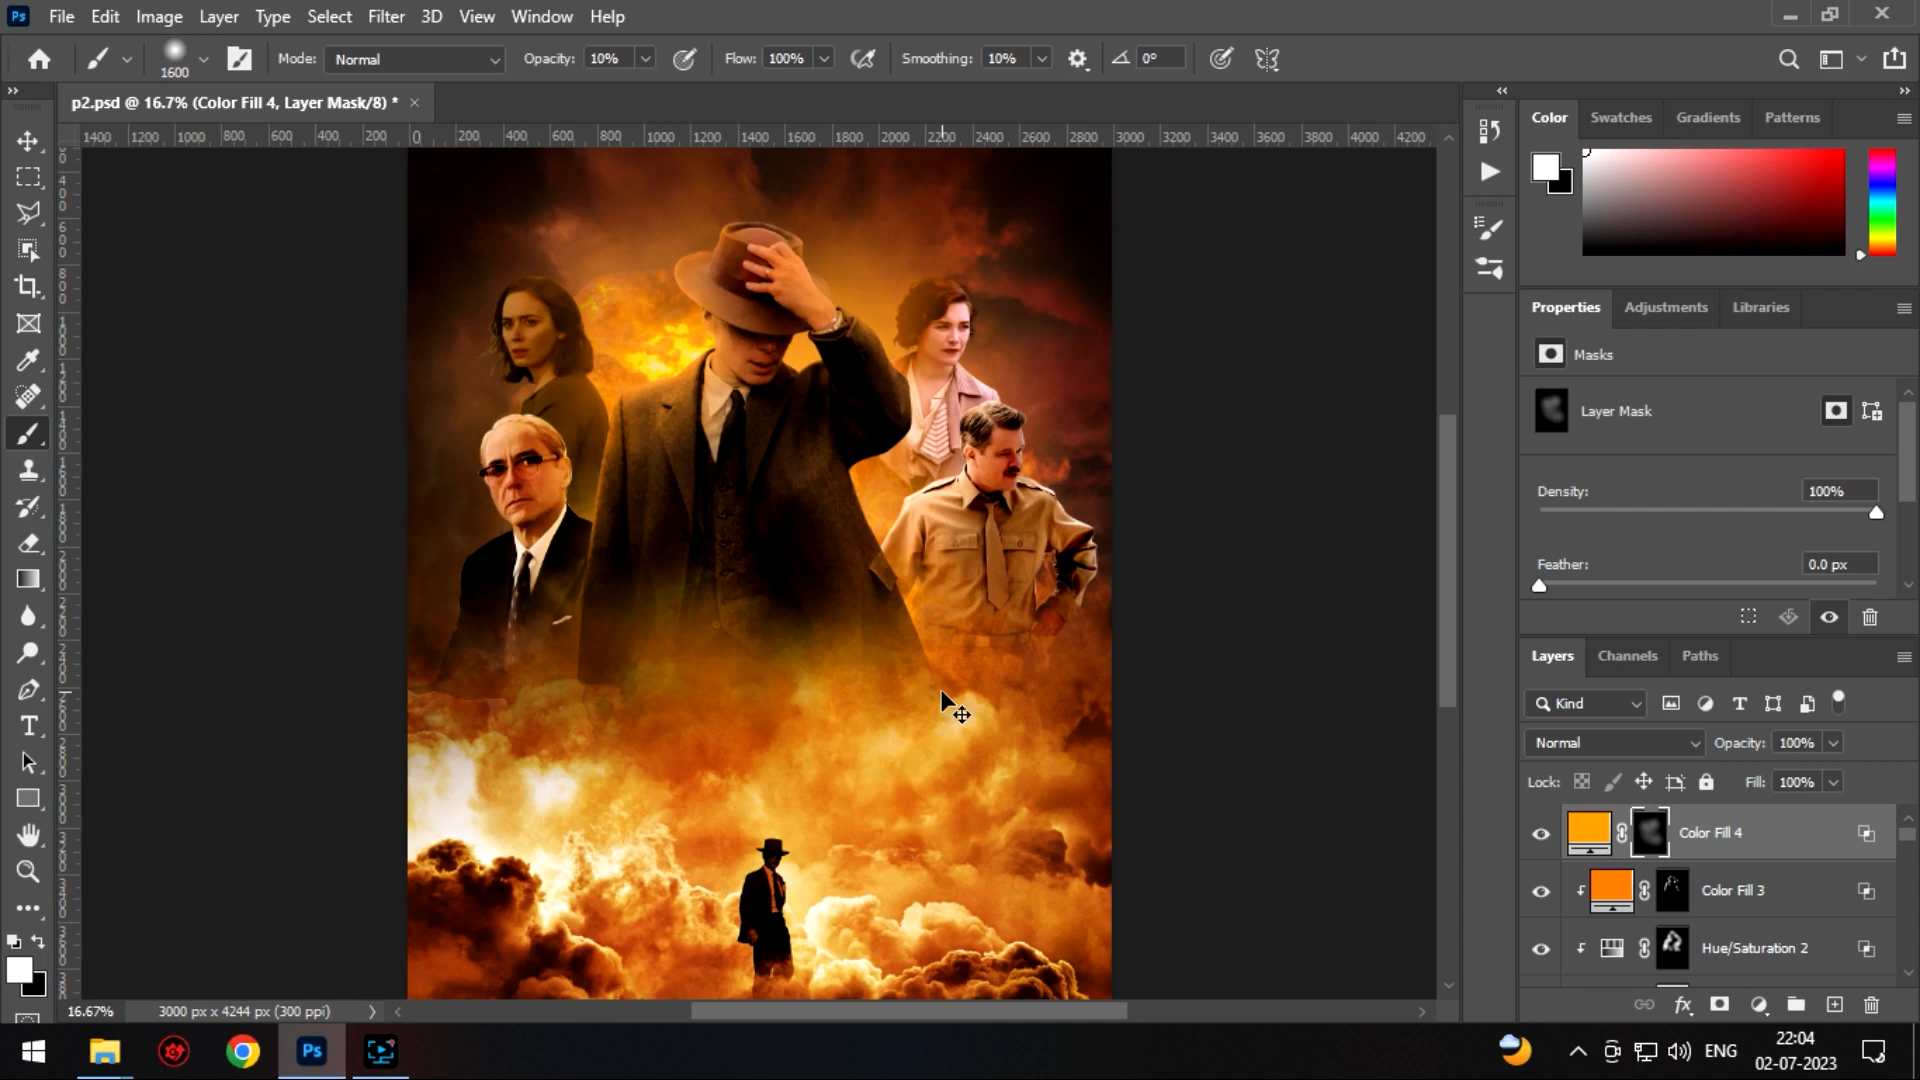 Ps File Edit Image Layer Type Select Filter 3D View Window Help
1600 Mode: Normal Opacity: 10% Flow: 100% Smoothing: 10% 0°
p2.psd @ 16.7% (Color Fill 4, Layer Mask/8) * ×
1400 1200 1000 800 600 400 200 0 200 400 600 800 1000 1200 1400 1600 1800 2000 2200 2400 2600 2800 3000 3200 3400 3600 3800 4000 4200
Color Swatches Gradients Patterns
Properties Adjustments Libraries
Masks
Layer Mask
Density: 100%
Feather: 0.0 px
Layers Channels Paths
Kind
Normal Opacity: 100%
Lock: Fill: 100%
Color Fill 4
Color Fill 3
Hue/Saturation 2
fx
16.67% 3000 px x 4244 px (300 ppi)
Ps ENG
22:04
02-07-2023